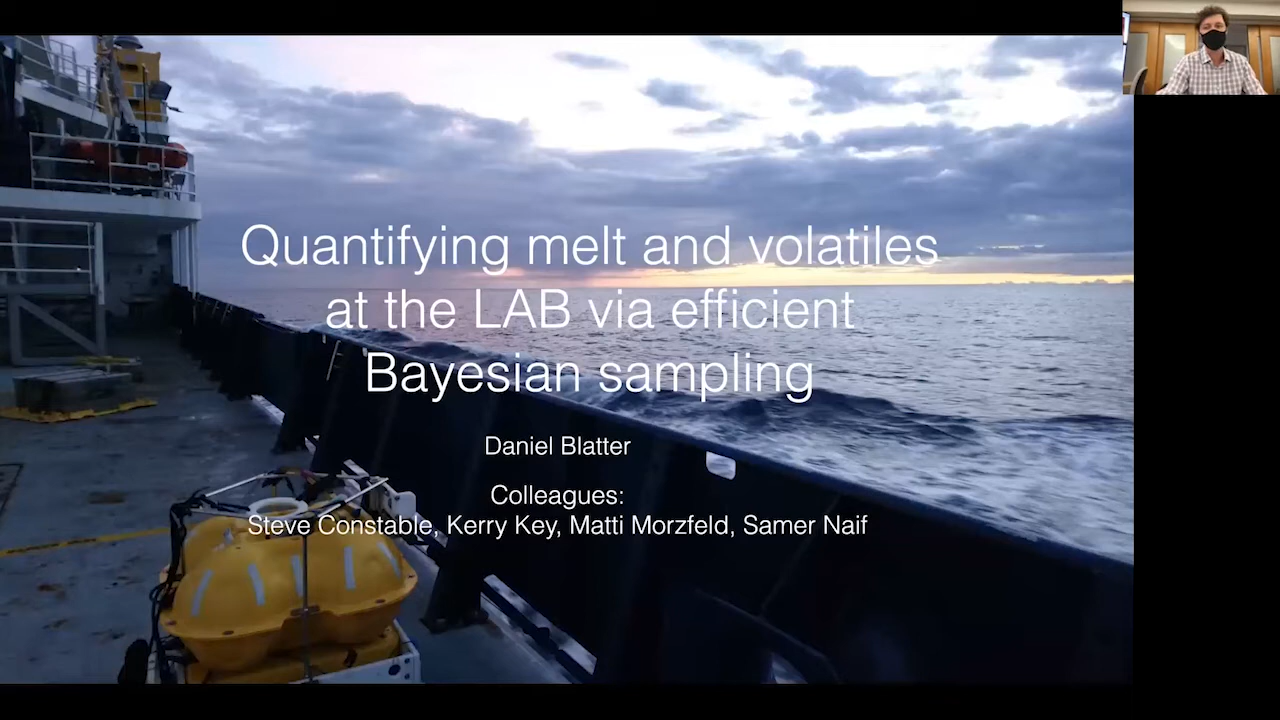 Quantifying melt and volatiles
at the LAB via efficient
Bayesian sampling
Daniel Blatter
Colleagues:
Steve Constable, Kerry Key, Matti Morzfeld, Samer Naif